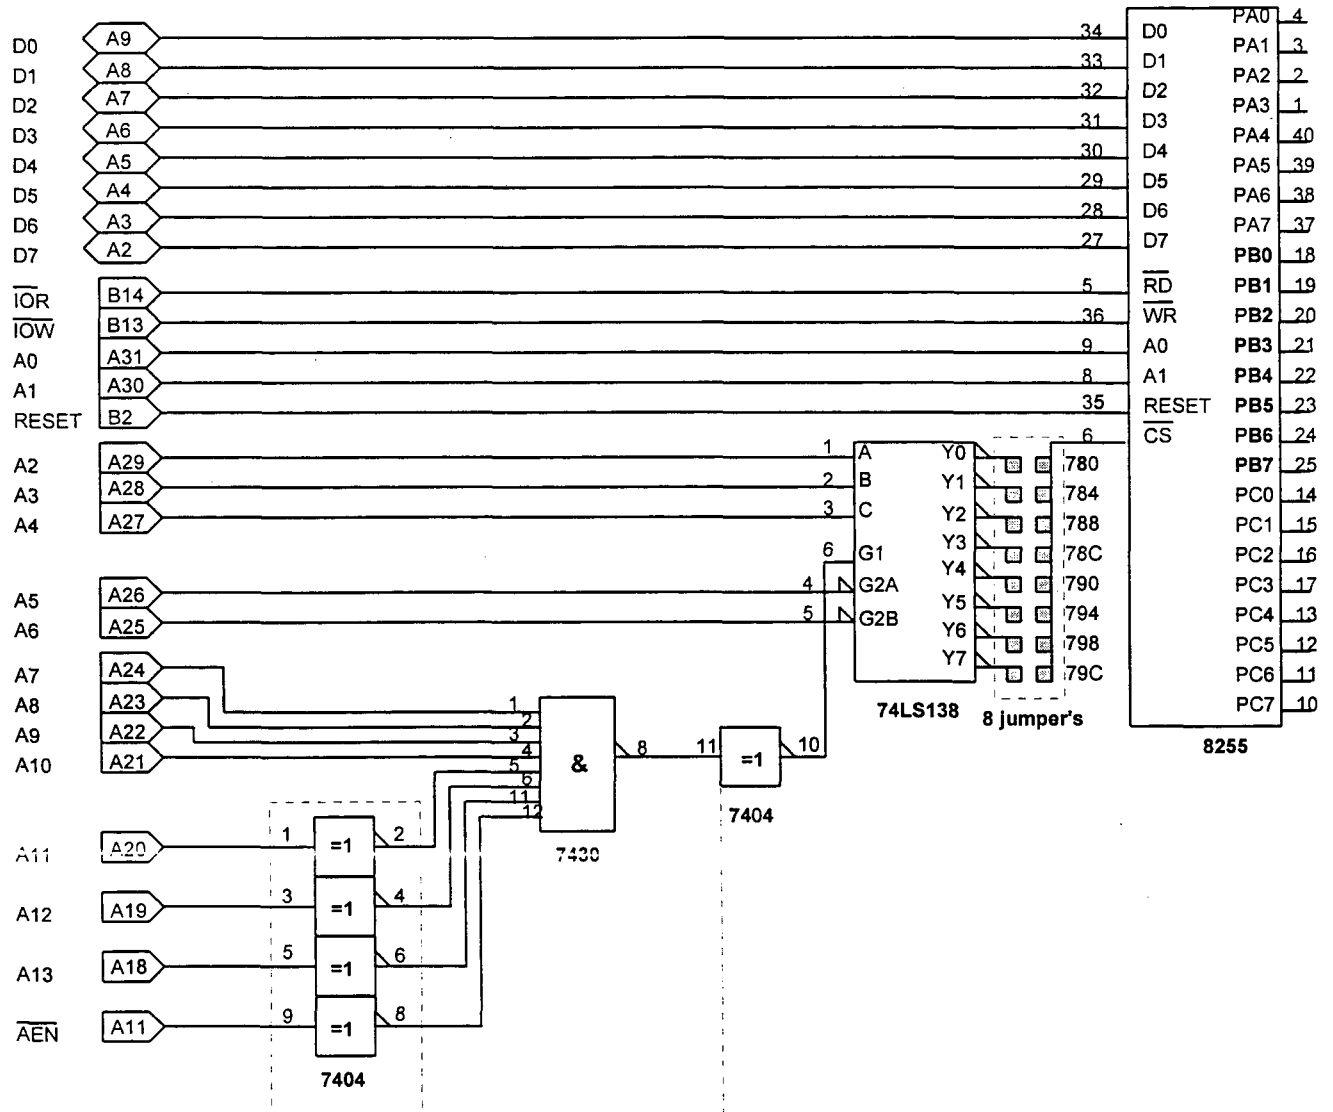 PA0 4
D0 A9 34 D0 PA1 3
D1 A8 33 D1 PA2 2
D2 A7 32 D2 PA3 1
D3 A6 31 D3 PA4 40
D4 A5 30 D4 PA5 39
D5 A4 29 D5 PA6 38
D6 A3 28 D6 PA7 37
D7 A2 27 D7 PB0 18
IOR B14 5 RD PB1 19
IOW B13 36 WR PB2 20
A0 A31 9 A0 PB3 21
A1 A30 8 A1 PB4 22
RESET B2 35 RESET PB5 23
6 CS PB6 24
A2 A29 1 A Y0 780 PB7 25
A3 A28 2 B Y1 784 PC0 14
A4 A27 3 C Y2 788 PC1 15
6 G1 Y3 78C PC2 16
A5 A26 4 G2A Y4 790 PC3 17
A6 A25 5 G2B Y5 794 PC4 13
Y6 798 PC5 12
A7 A24 Y7 79C PC6 11
A8 A23 1 74LS138 8 jumper's PC7 10
A9 A22 2
3
A10 A21 4 & 8 11 =1 10 8255
5
6
11 7404
12
A11 A20 1 =1 2 7430
A12 A19 3 =1 4
A13 A18 5 =1 6
AEN A11 9 =1 8
7404